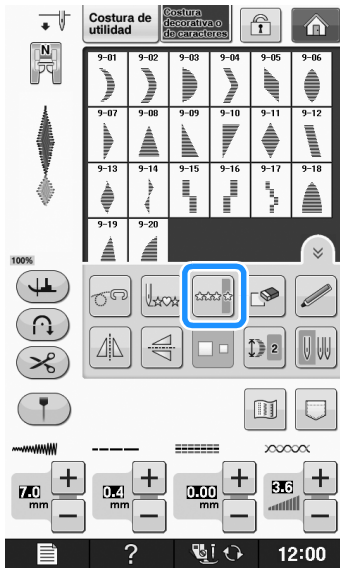 Costura de
utilidad
Costura
decorativa o
de caracteres
N
9-01 9-02 9-03 9-04 9-05 9-06
9-07 9-08 9-09 9-10 9-11 9-12
9-13 9-14 9-15 9-16 9-17 9-18
9-19 9-20
100%
2
7.0
mm
0.4
mm
0.00
mm
3.6
?
12:00